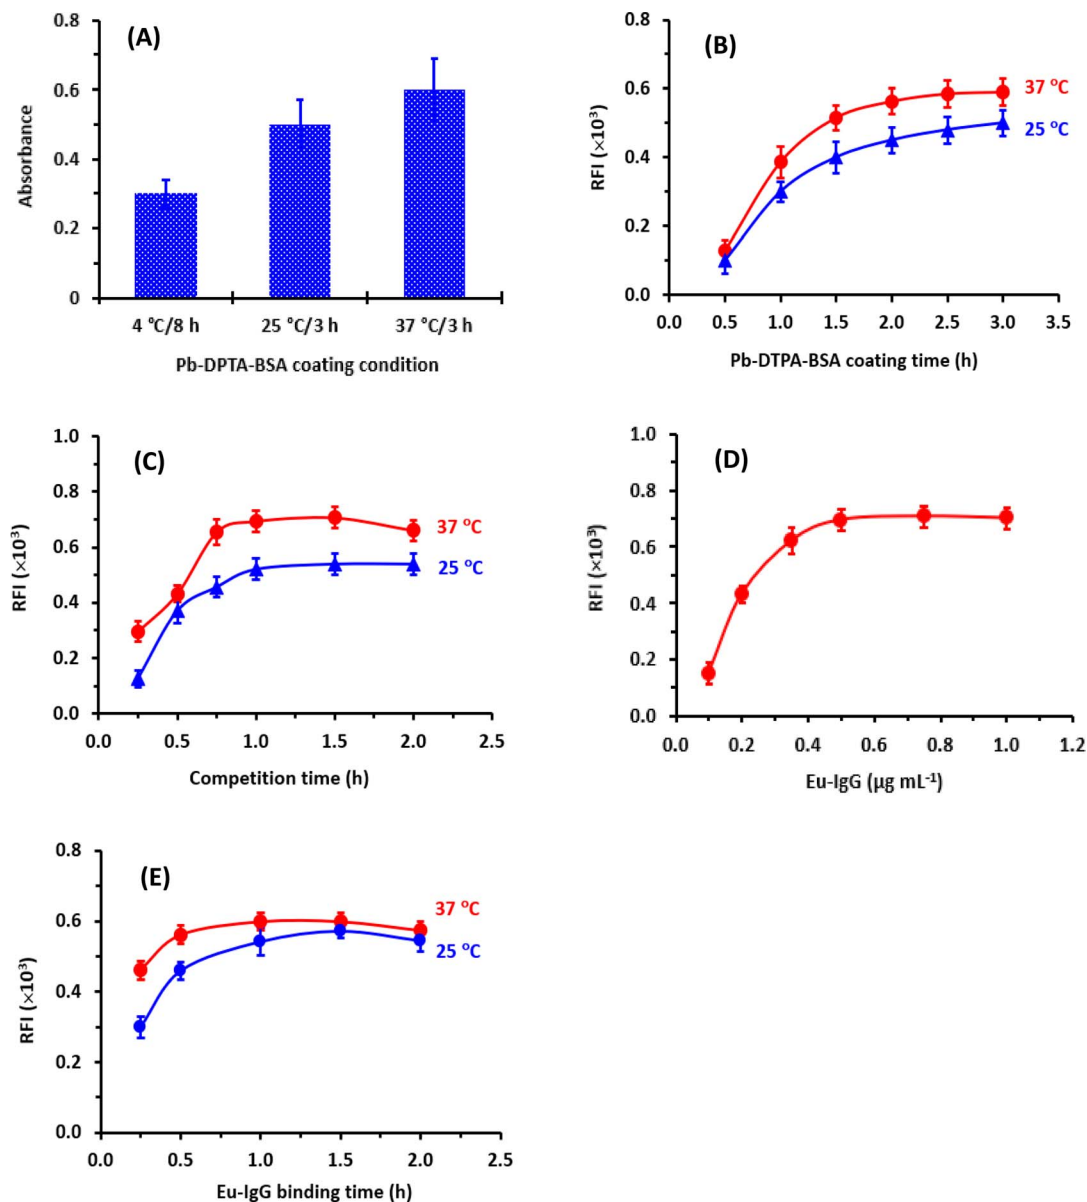 (A)
0.8
0.6
0.4
0.2
0
Absorbance
4 °C/8 h 25 °C/3 h 37 °C/3 h
Pb-DPTA-BSA coating condition
(B)
0.8
0.6
0.4
0.2
0.0
RFI (×10³)
37 °C
25 °C
0.0 0.5 1.0 1.5 2.0 2.5 3.0 3.5
Pb-DTPA-BSA coating time (h)
(C)
1.0
0.8
0.6
0.4
0.2
0.0
RFI (×10³)
37 °C
25 °C
0.0 0.5 1.0 1.5 2.0 2.5
Competition time (h)
(D)
1.0
0.8
0.6
0.4
0.2
0.0
RFI (×10³)
0.0 0.2 0.4 0.6 0.8 1.0 1.2
Eu-IgG (µg mL⁻¹)
(E)
0.8
0.6
0.4
0.2
0.0
RFI (×10³)
37 °C
25 °C
0.0 0.5 1.0 1.5 2.0 2.5
Eu-IgG binding time (h)